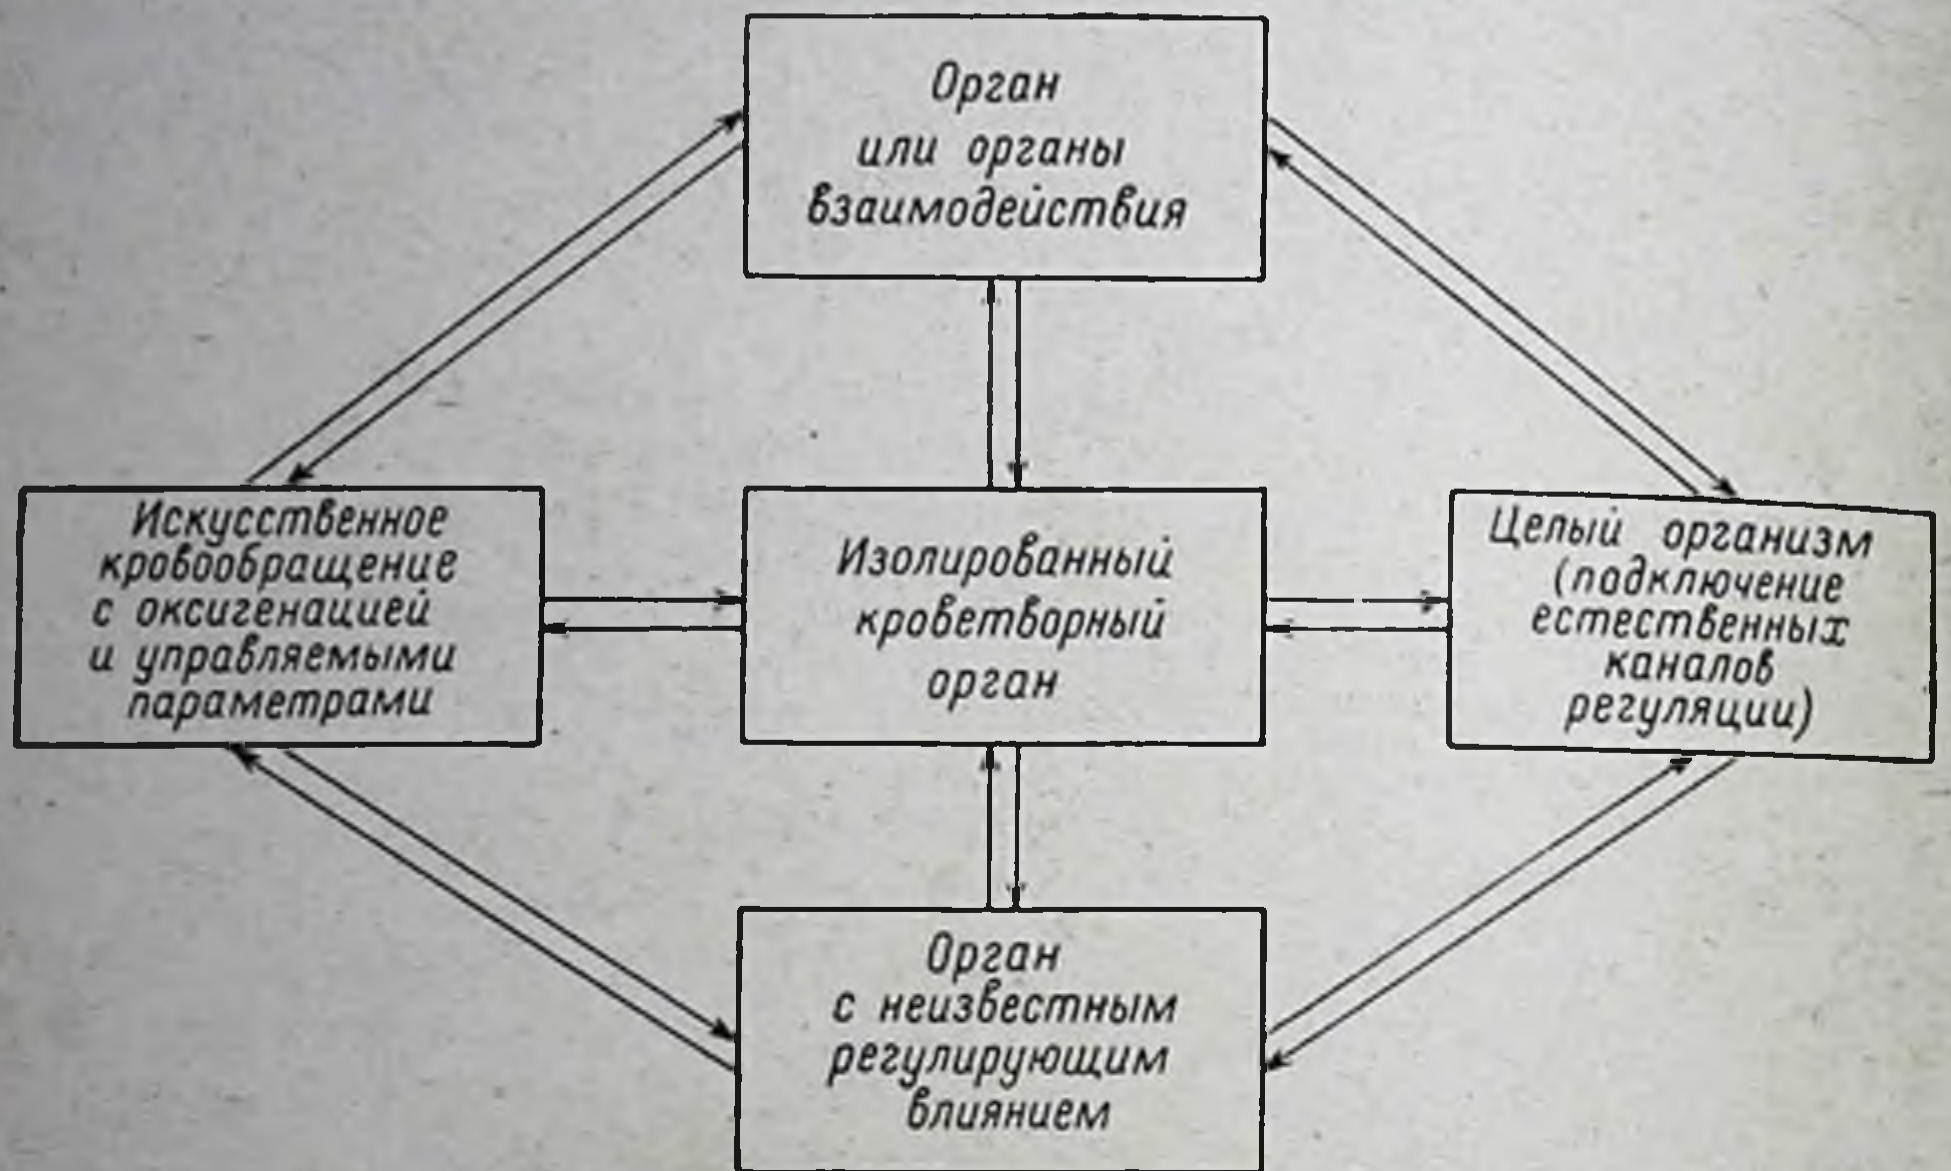 Орган
или органы
взаимодействия
Искусственное
кровообращение
с оксигенацией
и управляемыми
параметрами
Изолированный
кроветворный
орган
Целый организм
(подключение
естественных
каналов
регуляции)
Орган
с неизвестным
регулирующим
влиянием